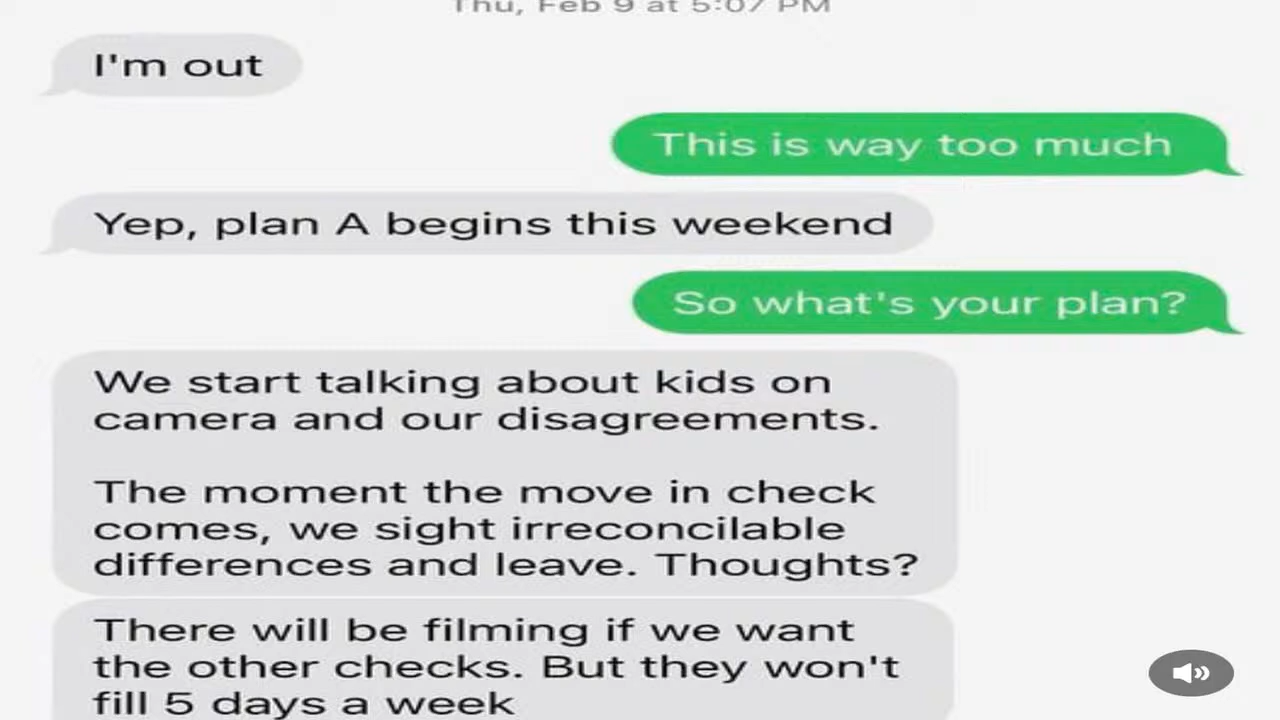 Thu, Feb 9 at 5:07 PM
I'm out
This is way too much
Yep, plan A begins this weekend
So what's your plan?
We start talking about kids on
camera and our disagreements.
The moment the move in check
comes, we sight irreconcilable
differences and leave. Thoughts?
There will be filming if we want
the other checks. But they won't
fill 5 days a week